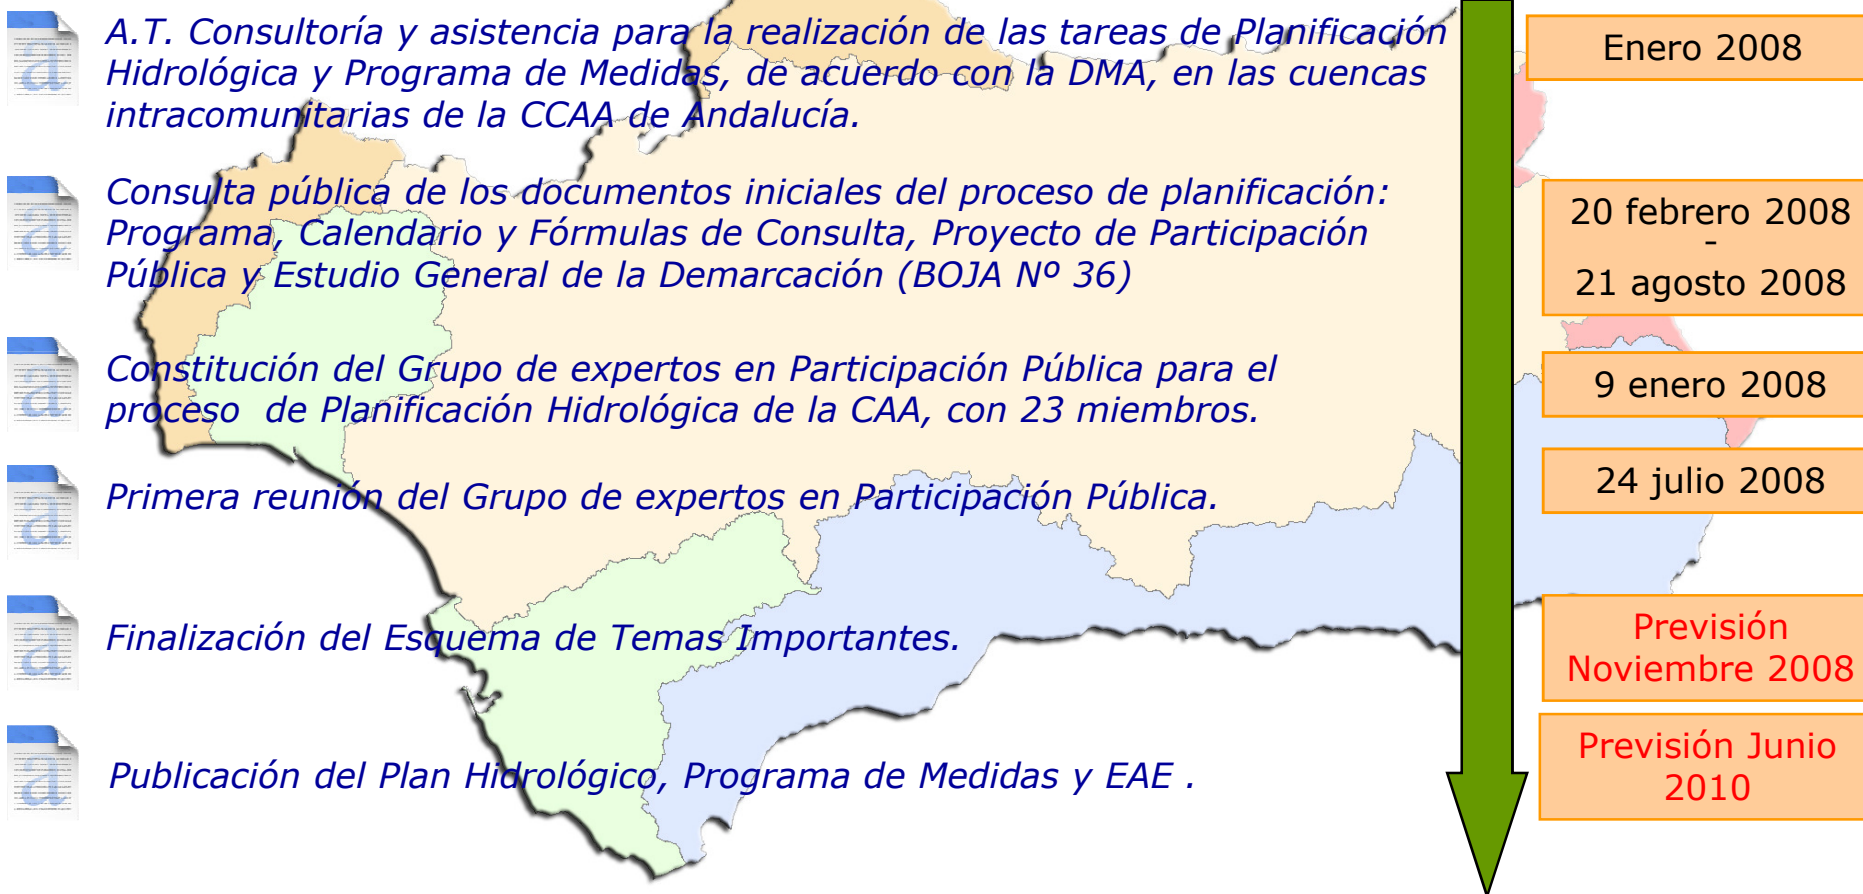 A.T. Consultoría y asistencia para la realización de las tareas de Planificación
Hidrológica y Programa de Medidas, de acuerdo con la DMA, en las cuencas
intracomunitarias de la CCAA de Andalucía.
Enero 2008
Consulta pública de los documentos iniciales del proceso de planificación:
Programa, Calendario y Fórmulas de Consulta, Proyecto de Participación
Pública y Estudio General de la Demarcación (BOJA Nº 36)
20 febrero 2008
-
21 agosto 2008
Constitución del Grupo de expertos en Participación Pública para el
proceso de Planificación Hidrológica de la CAA, con 23 miembros.
9 enero 2008
Primera reunión del Grupo de expertos en Participación Pública.
24 julio 2008
Finalización del Esquema de Temas Importantes.
Previsión
Noviembre 2008
Publicación del Plan Hidrológico, Programa de Medidas y EAE .
Previsión Junio
2010